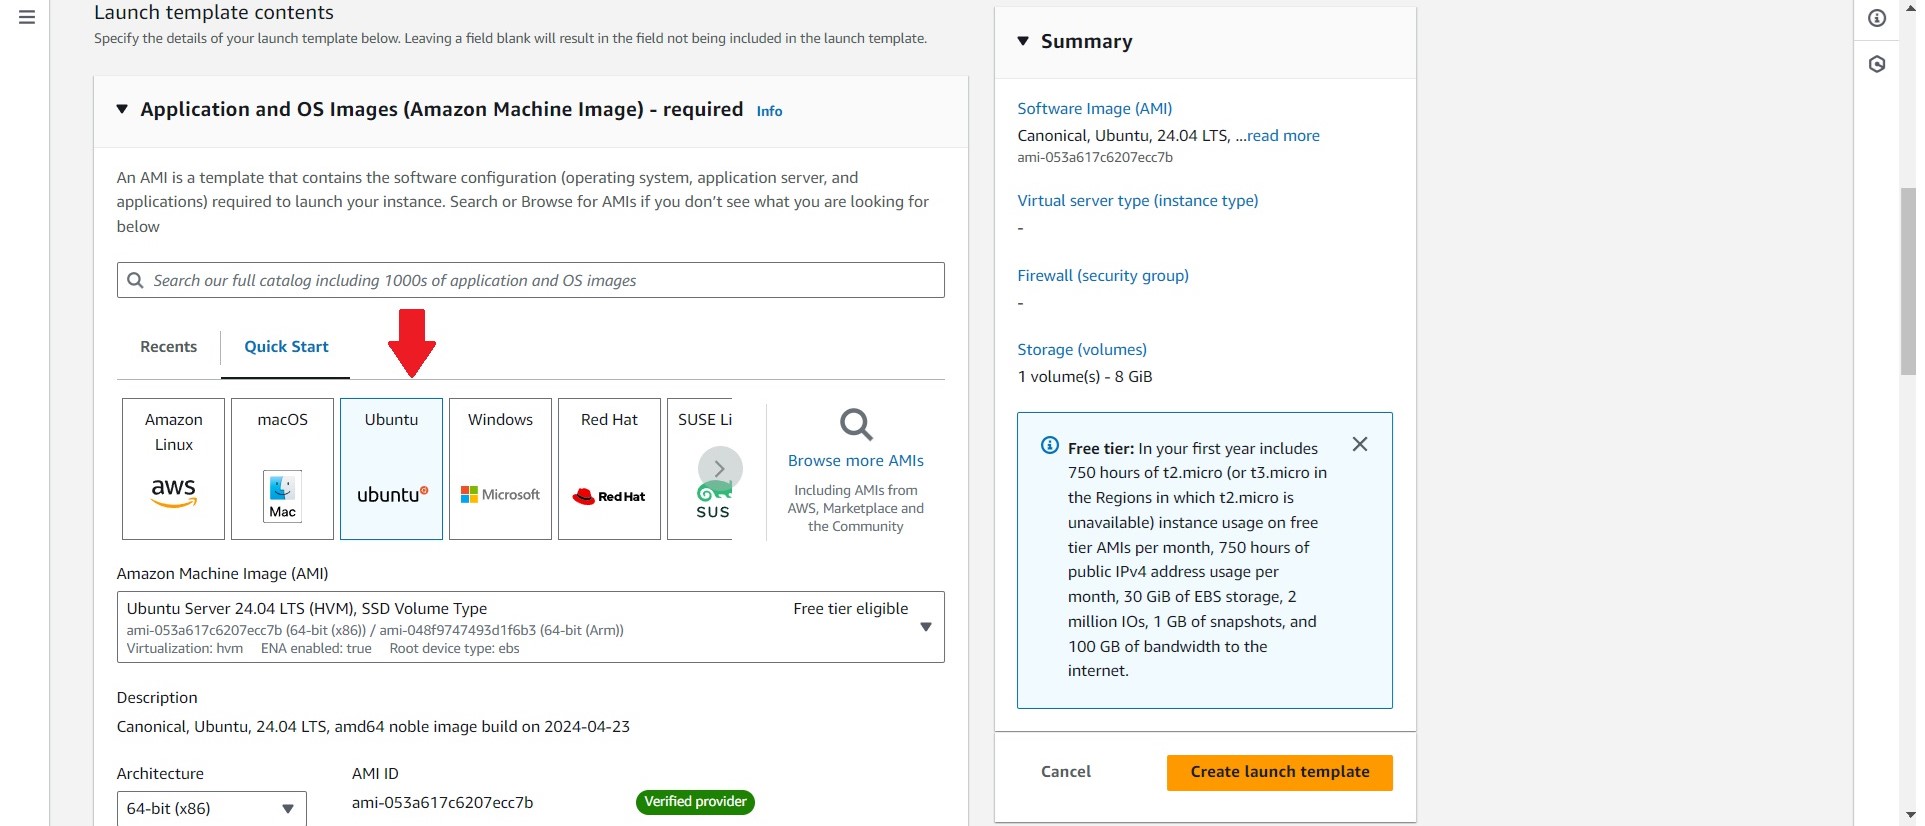 Launch template contents
Specify the details of your launch template below. Leaving a field blank will result in the field not being included in the launch template.
Application and OS Images (Amazon Machine Image) - required Info
An AMI is a template that contains the software configuration (operating system, application server, and
applications) required to launch your instance. Search or Browse for AMIs if you don't see what you are looking for
below
Search our full catalog including 1000s of application and OS images
Recents
Quick Start
Amazon
Linux
aws
macOS
Mac
Ubuntu
ubuntu
Windows
Microsoft
Red Hat
Red Hat
SUSE Li
SUS
Browse more AMIs
Including AMIs from
AWS, Marketplace and
the Community
Amazon Machine Image (AMI)
Ubuntu Server 24.04 LTS (HVM), SSD Volume Type Free tier eligible
ami-053a617c6207ecc7b (64-bit (x86)) / ami-048f9747493d1f6b3 (64-bit (Arm))
Virtualization: hvm ENA enabled: true Root device type: ebs
Description
Canonical, Ubuntu, 24.04 LTS, amd64 noble image build on 2024-04-23
Architecture
64-bit (x86)
AMI ID
ami-053a617c6207ecc7b
Verified provider
Summary
Software Image (AMI)
Canonical, Ubuntu, 24.04 LTS, ...read more
ami-053a617c6207ecc7b
Virtual server type (instance type)
-
Firewall (security group)
-
Storage (volumes)
1 volume(s) - 8 GiB
Free tier: In your first year includes
750 hours of t2.micro (or t3.micro in
the Regions in which t2.micro is
unavailable) instance usage on free
tier AMIs per month, 750 hours of
public IPv4 address usage per
month, 30 GiB of EBS storage, 2
million IOs, 1 GB of snapshots, and
100 GB of bandwidth to the
internet.
Cancel
Create launch template